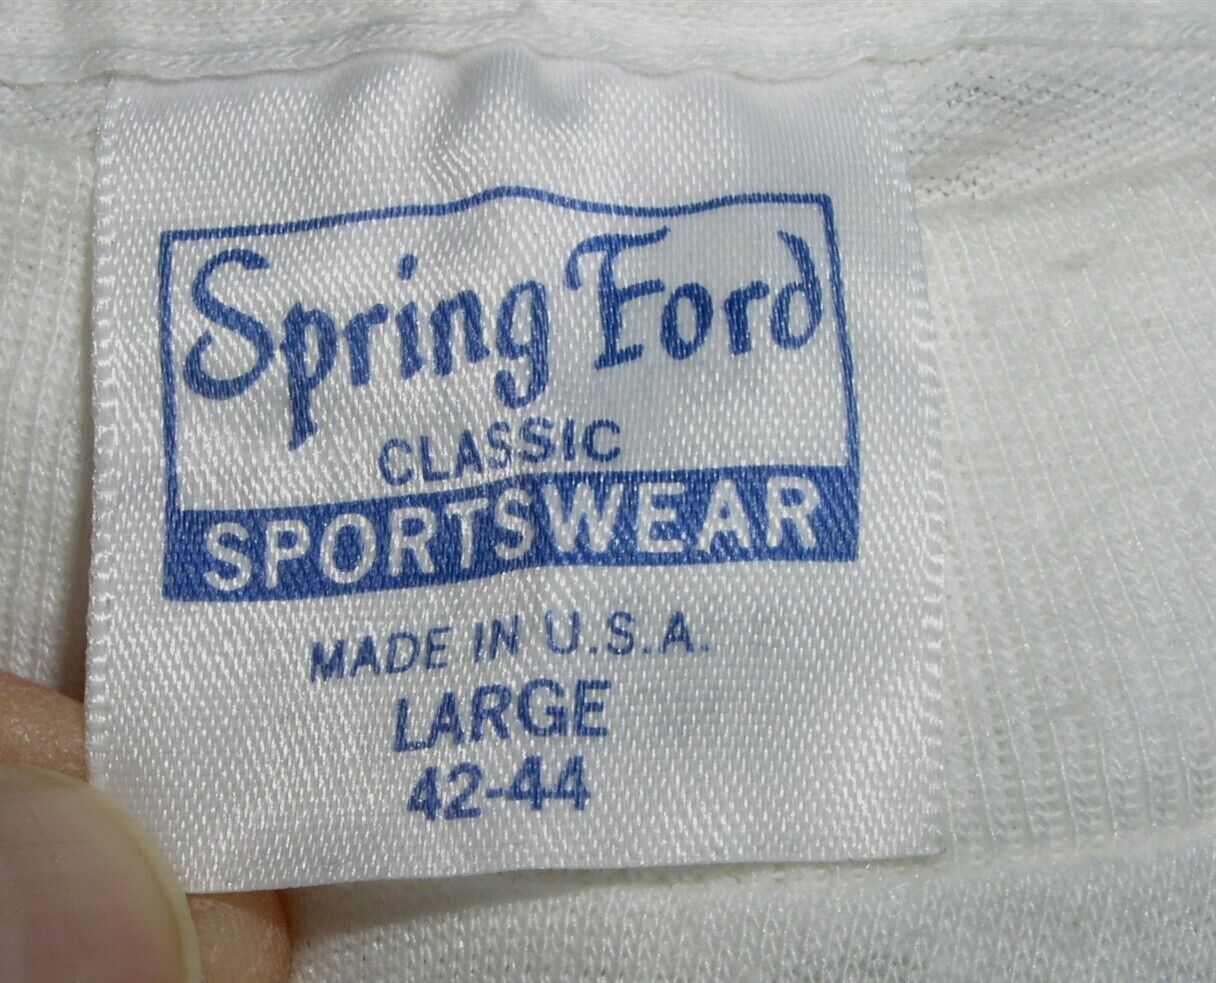 Spring Ford
CLASSIC
SPORTSWEAR
MADE IN U.S.A.
LARGE
42-44